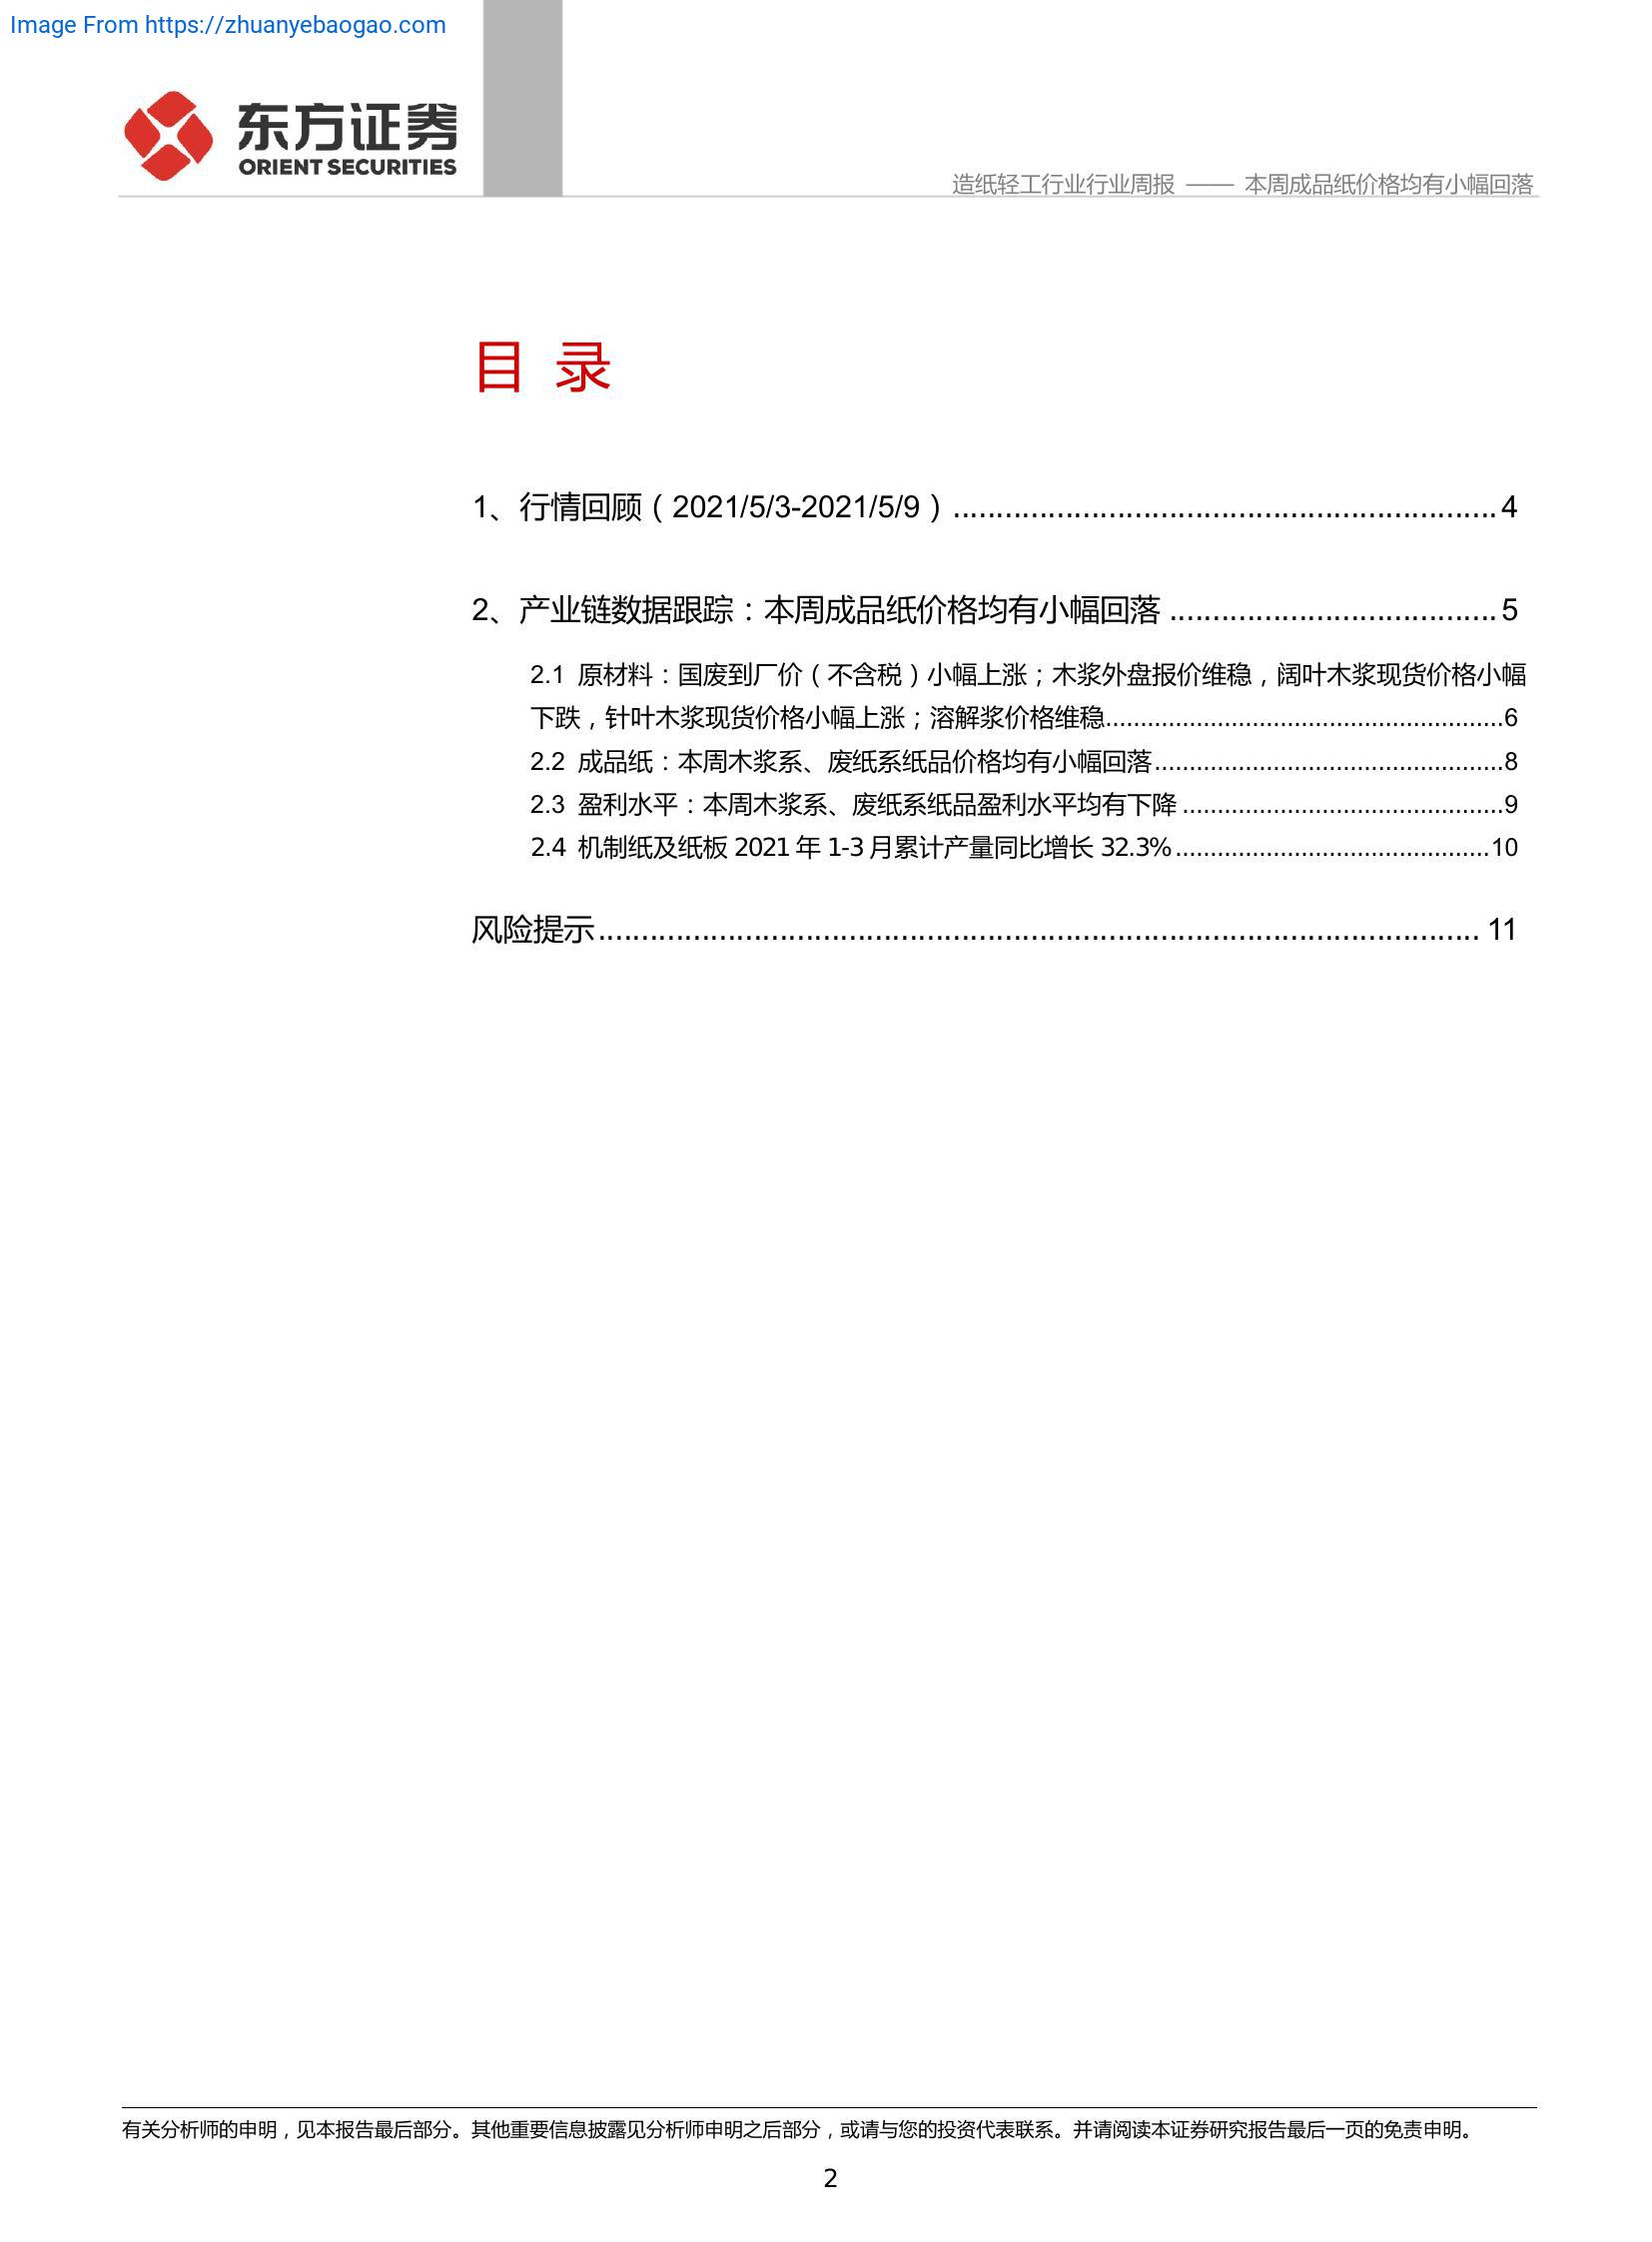 Image From https://zhuanyebaogao.com
东方证券
ORIENT SECURITIES
造纸轻工行业行业周报 —— 本周成品纸价格均有小幅回落
目 录
1、行情回顾（2021/5/3-2021/5/9）................................................................4
2、产业链数据跟踪：本周成品纸价格均有小幅回落 ......................................5
2.1 原材料：国废到厂价（不含税）小幅上涨；木浆外盘报价维稳，阔叶木浆现货价格小幅
下跌，针叶木浆现货价格小幅上涨；溶解浆价格维稳.........................................................6
2.2 成品纸：本周木浆系、废纸系纸品价格均有小幅回落..................................................8
2.3 盈利水平：本周木浆系、废纸系纸品盈利水平均有下降 ..............................................9
2.4 机制纸及纸板 2021 年 1-3 月累计产量同比增长 32.3%.............................................10
风险提示...................................................................................................... 11
有关分析师的申明，见本报告最后部分。其他重要信息披露见分析师申明之后部分，或请与您的投资代表联系。并请阅读本证券研究报告最后一页的免责申明。
2